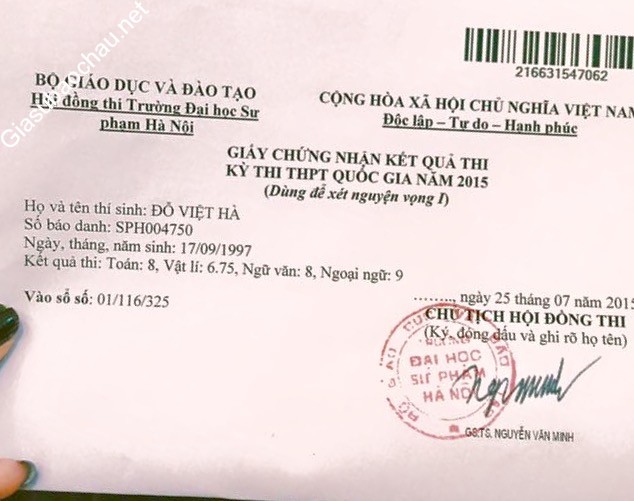 216631547062
BỘ GIÁO DỤC VÀ ĐÀO TẠO
Hội đồng thi Trường Đại học Sư
phạm Hà Nội
CỘNG HÒA XÃ HỘI CHỦ NGHĨA VIỆT NAM
Độc lập – Tự do – Hạnh phúc
GIẤY CHỨNG NHẬN KẾT QUẢ THI
KỲ THI THPT QUỐC GIA NĂM 2015
(Dùng để xét nguyện vọng I)
Họ và tên thí sinh: ĐỖ VIỆT HÀ
Số báo danh: SPH004750
Ngày, tháng, năm sinh: 17/09/1997
Kết quả thi: Toán: 8, Vật lí: 6.75, Ngữ văn: 8, Ngoại ngữ: 9
Vào sổ số: 01/116/325
........, ngày 25 tháng 07 năm 2015
CHỦ TỊCH HỘI ĐỒNG THI
(Ký, đóng dấu và ghi rõ họ tên)
ĐẠI HỌC
SƯ PHẠM
HÀ NỘI
GS.TS. NGUYỄN VĂN MINH